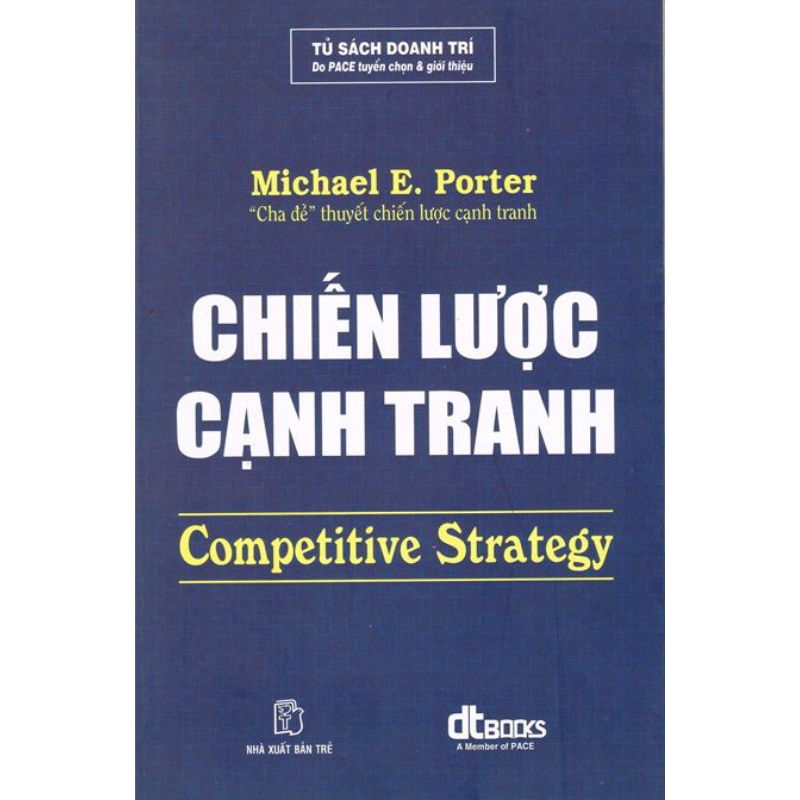 TỦ SÁCH DOANH TRÍ
Do PACE tuyển chọn & giới thiệu
Michael E. Porter
“Cha đẻ” thuyết chiến lược cạnh tranh
CHIẾN LƯỢC
CẠNH TRANH
Competitive Strategy
NHÀ XUẤT BẢN TRẺ
dtBOOKS
A Member of PACE